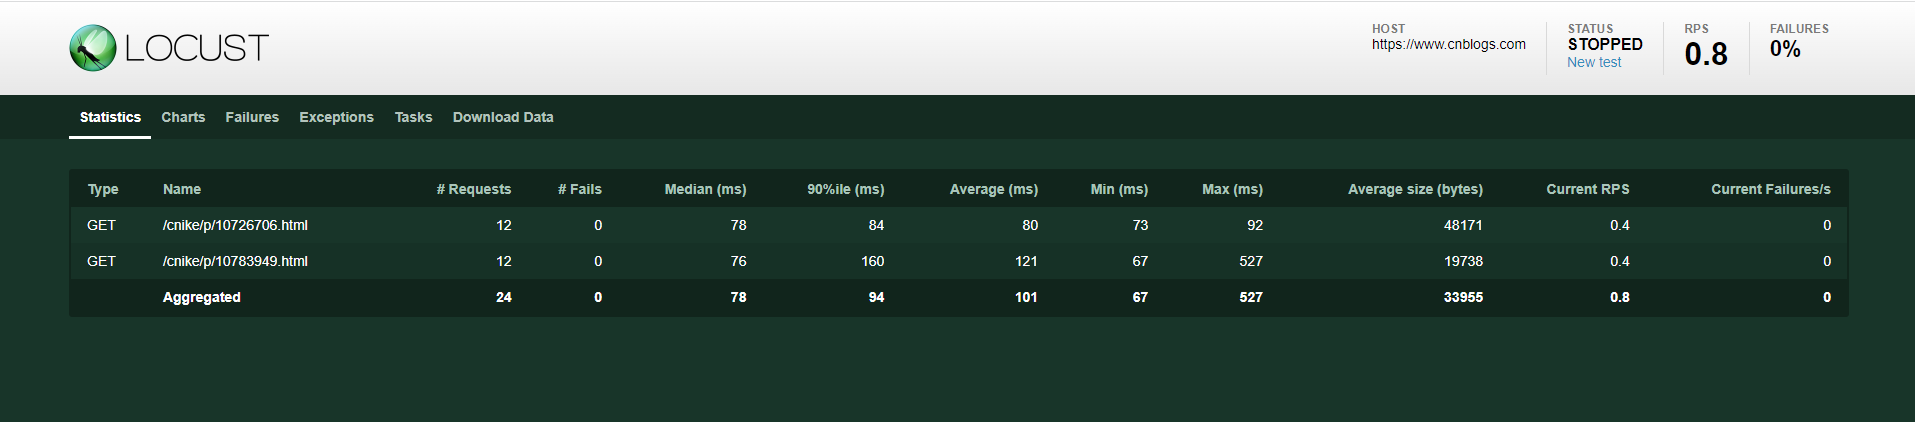 LOCUST
HOST
https://www.cnblogs.com
STATUS
STOPPED
New test
RPS
0.8
FAILURES
0%
Statistics Charts Failures Exceptions Tasks Download Data
Type Name # Requests # Fails Median (ms) 90%ile (ms) Average (ms) Min (ms) Max (ms) Average size (bytes) Current RPS Current Failures/s
GET /cnike/p/10726706.html 12 0 78 84 80 73 92 48171 0.4 0
GET /cnike/p/10783949.html 12 0 76 160 121 67 527 19738 0.4 0
Aggregated 24 0 78 94 101 67 527 33955 0.8 0